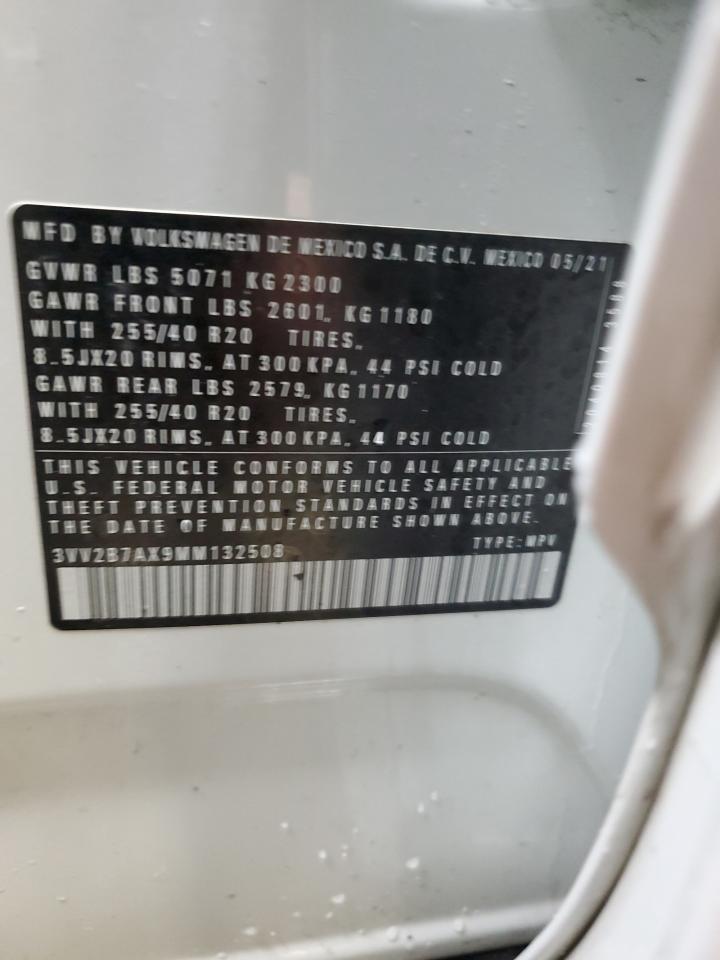 MFD BY VOLKSWAGEN DE MEXICO S.A. DE C.V. MEXICO 05/21
GVWR LBS 5071 KG 2300
GAWR FRONT LBS 2601, KG 1180
WITH 255/40 R20 TIRES,
8.5JX20 RIMS, AT 300 KPA, 44 PSI COLD
GAWR REAR LBS 2579, KG 1170
WITH 255/40 R20 TIRES,
8.5JX20 RIMS, AT 300 KPA, 44 PSI COLD
THIS VEHICLE CONFORMS TO ALL APPLICABLE
U.S. FEDERAL MOTOR VEHICLE SAFETY AND
THEFT PREVENTION STANDARDS IN EFFECT ON
THE DATE OF MANUFACTURE SHOWN ABOVE.
3VV2B7AX9MM132508 TYPE: MPV